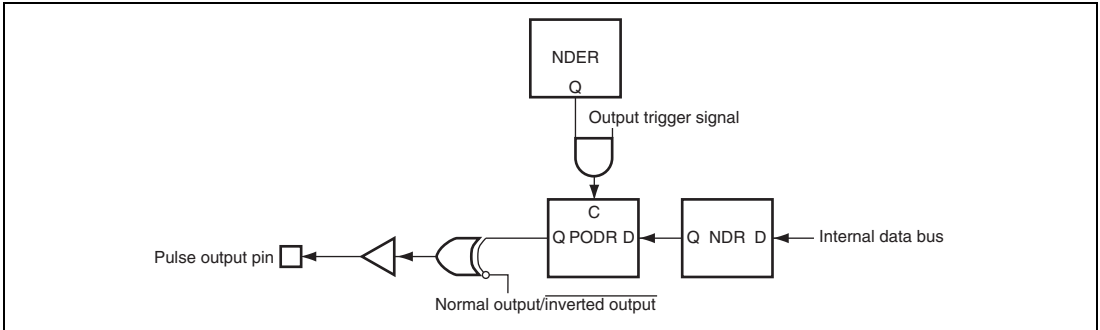 NDER
Q
Output trigger signal
C
Q PODR D
Q NDR D
Internal data bus
Pulse output pin
Normal output/inverted output